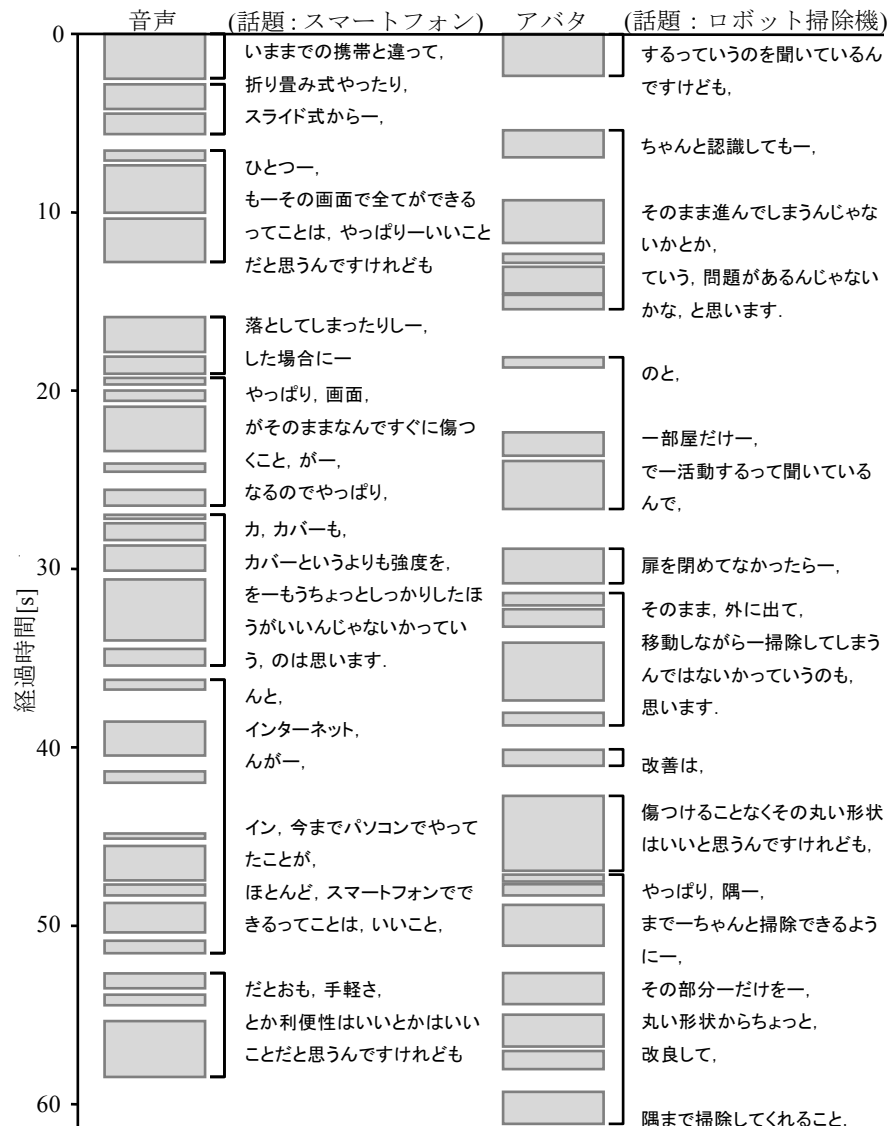 音声 (話題：スマートフォン)
いままでの携帯と違って，
折り畳み式やったり，
スライド式からー，
ひとつー，
もーその画面で全てができる
ってことは，やっぱりーいいこと
だと思うんですけれども
落としてしまったりしー，
した場合にー
やっぱり，画面，
がそのままなんですぐに傷つ
くこと，がー，
なるのでやっぱり，
カ，カバーも，
カバーというよりも強度を，
をーもうちょっとしっかりしたほ
うがいいんじゃないかってい
う，のは思います．
んと，
インターネット，
んがー，
イン，今までパソコンでやって
たことが，
ほとんど，スマートフォンでで
きるってことは，いいこと，
だとおも，手軽さ，
とか利便性はいいとかはいい
ことだと思うんですけれども
アバタ (話題：ロボット掃除機)
するっていうのを聞いているん
ですけども，
ちゃんと認識してもー，
そのまま進んでしまうんじゃな
いかとか，
ていう，問題があるんじゃない
かな，と思います．
のと，
一部屋だけー，
でー活動するって聞いている
んで，
扉を閉めてなかったらー，
そのまま，外に出て，
移動しながらー掃除してしまう
んではないかっていうのも，
思います．
改善は，
傷つけることなくその丸い形状
はいいと思うんですけれども，
やっぱり，隅ー，
までーちゃんと掃除できるよう
にー，
その部分ーだけをー，
丸い形状からちょっと，
改良して，
隅まで掃除してくれること，
経過時間[s]
0
10
20
30
40
50
60